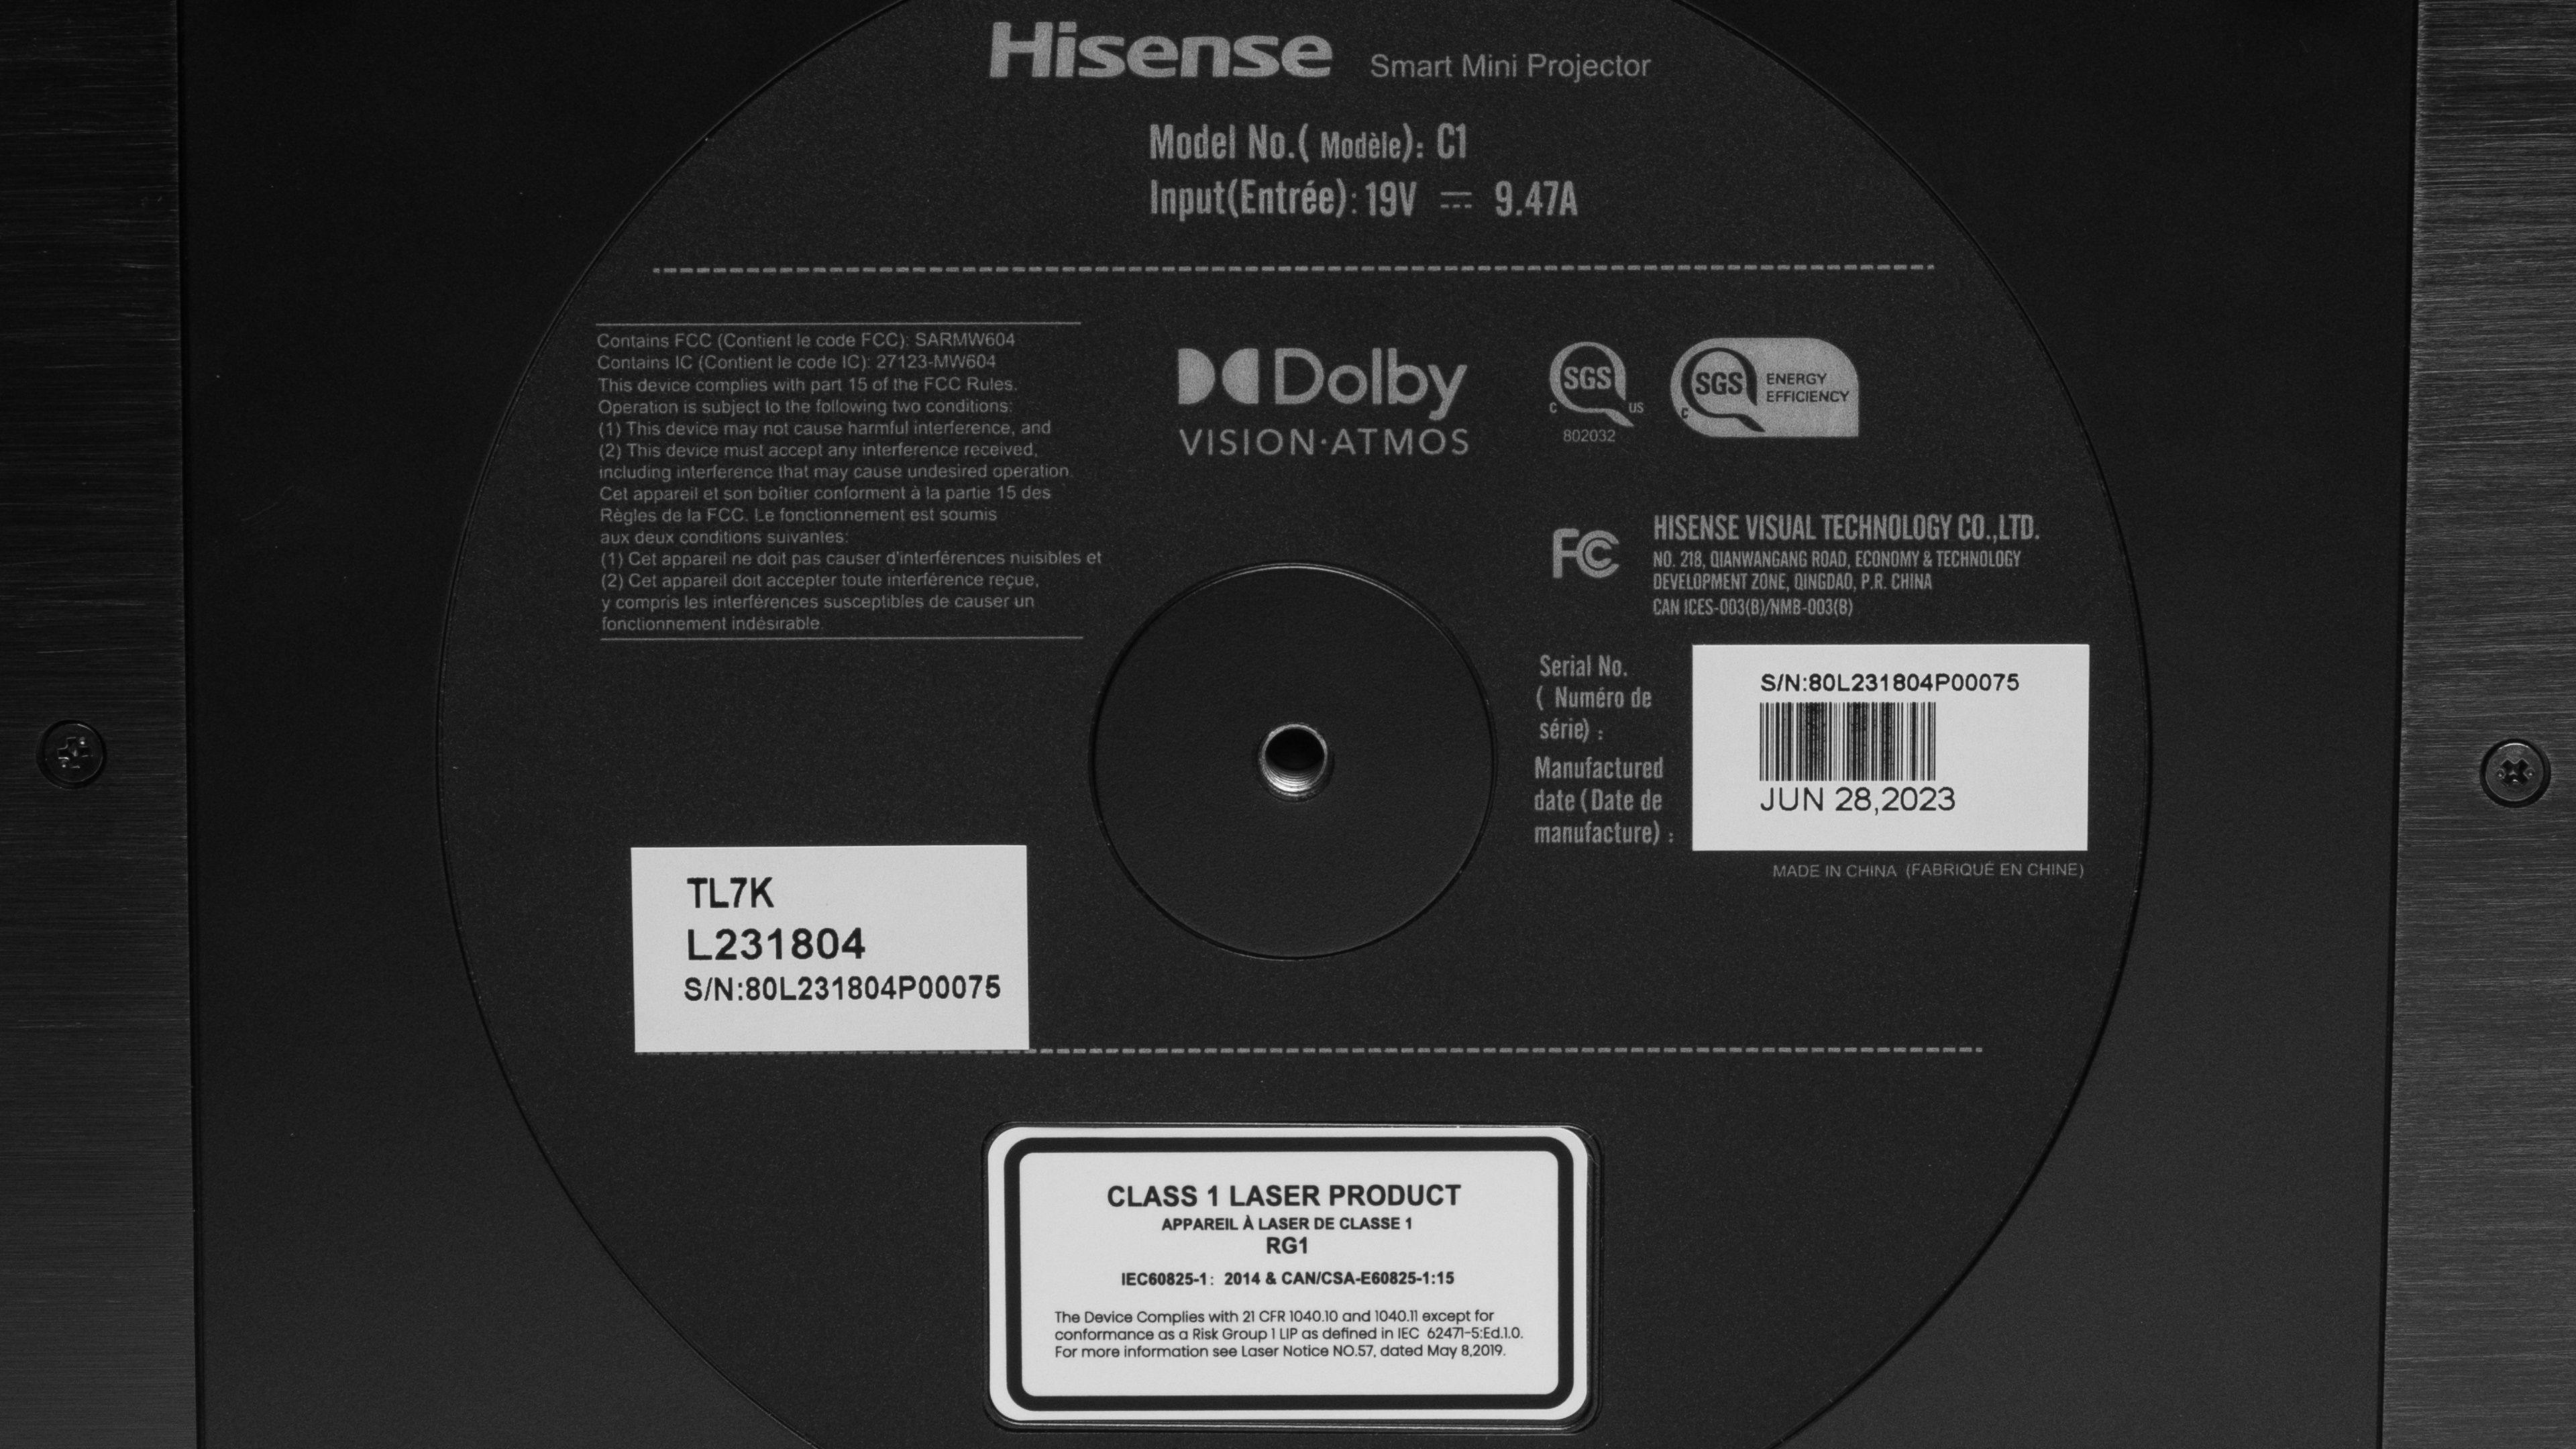 Hisense Smart Mini Projector
Model No.( Modèle): C1
Input(Entrée): 19V ⎓ 9.47A
Contains FCC (Contient le code FCC): SARMW604
Contains IC (Contient le code IC): 27123-MW604
This device complies with part 15 of the FCC Rules.
Operation is subject to the following two conditions:
(1) This device may not cause harmful interference, and
(2) This device must accept any interference received,
including interference that may cause undesired operation.
Cet appareil et son boîtier conforment à la partie 15 des
Règles de la FCC. Le fonctionnement est soumis
aux deux conditions suivantes:
(1) Cet appareil ne doit pas causer d'interférences nuisibles et
(2) Cet appareil doit accepter toute interférence reçue,
y compris les interférences susceptibles de causer un
fonctionnement indésirable.
Dolby
VISION·ATMOS
SGS
C US
802032
SGS
C
ENERGY
EFFICIENCY
FC
HISENSE VISUAL TECHNOLOGY CO.,LTD.
NO. 218, QIANWANGANG ROAD, ECONOMY & TECHNOLOGY
DEVELOPMENT ZONE, QINGDAO, P.R. CHINA
CAN ICES-003(B)/NMB-003(B)
Serial No.
( Numéro de
série) :
S/N:80L231804P00075
Manufactured
date (Date de
manufacture) :
JUN 28,2023
MADE IN CHINA (FABRIQUÉ EN CHINE)
TL7K
L231804
S/N:80L231804P00075
CLASS 1 LASER PRODUCT
APPAREIL À LASER DE CLASSE 1
RG1
IEC60825-1: 2014 & CAN/CSA-E60825-1:15
The Device Complies with 21 CFR 1040.10 and 1040.11 except for
conformance as a Risk Group 1 LIP as defined in IEC 62471-5:Ed.1.0.
For more information see Laser Notice NO.57, dated May 8,2019.